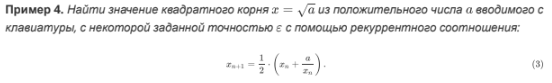 Пример 4. Найти значение квадратного корня x = √a из положительного числа a вводимого с
клавиатуры, с некоторой заданной точностью ε с помощью рекуррентного соотношения:
xₙ₊₁ = 1/2 · (xₙ + a/xₙ). (3)